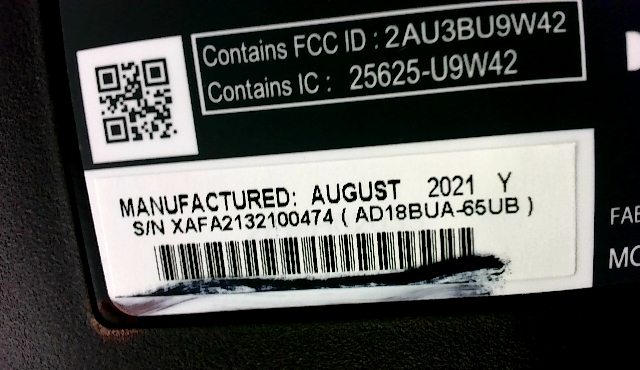 Contains FCC ID : 2AU3BU9W42
Contains IC : 25625-U9W42
MANUFACTURED: AUGUST 2021 Y
S/N XAFA2132100474 ( AD18BUA-65UB )